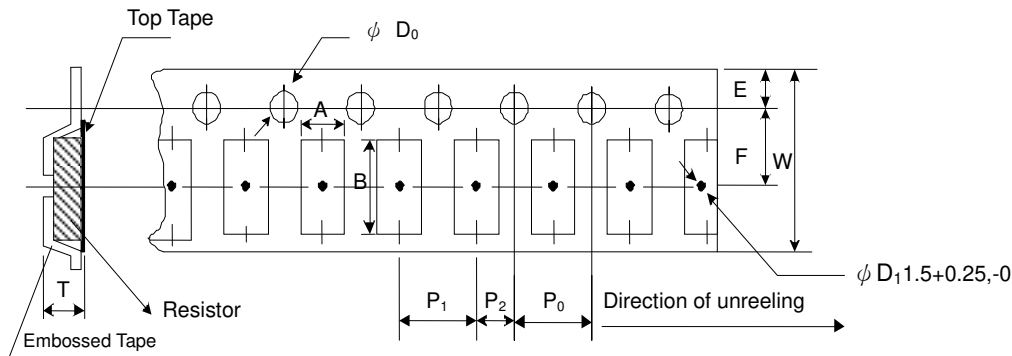 Top Tape
ϕ D₀
E
A
F
W
B
ϕ D₁ 1.5+0.25,-0
T
P₁
P₂
P₀
Direction of unreeling
Resistor
Embossed Tape